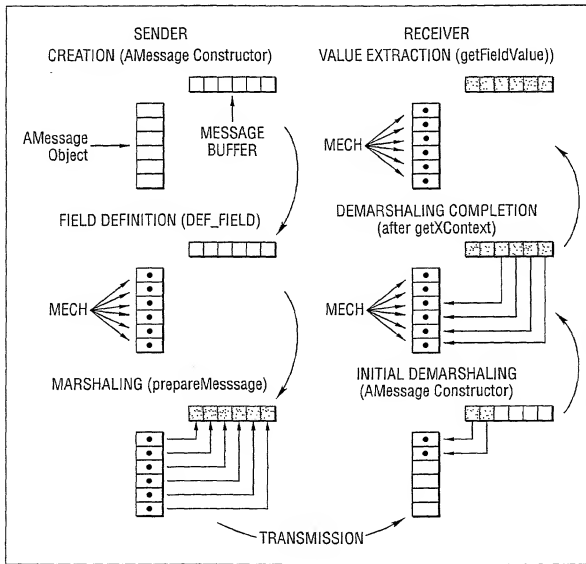 SENDER
CREATION (AMessage Constructor)
MESSAGE
BUFFER
AMessage
Object
FIELD DEFINITION (DEF_FIELD)
MECH
MARSHALING (prepareMesssage)
TRANSMISSION
RECEIVER
VALUE EXTRACTION (getFieldValue))
MECH
DEMARSHALING COMPLETION
(after getXContext)
MECH
INITIAL DEMARSHALING
(AMessage Constructor)